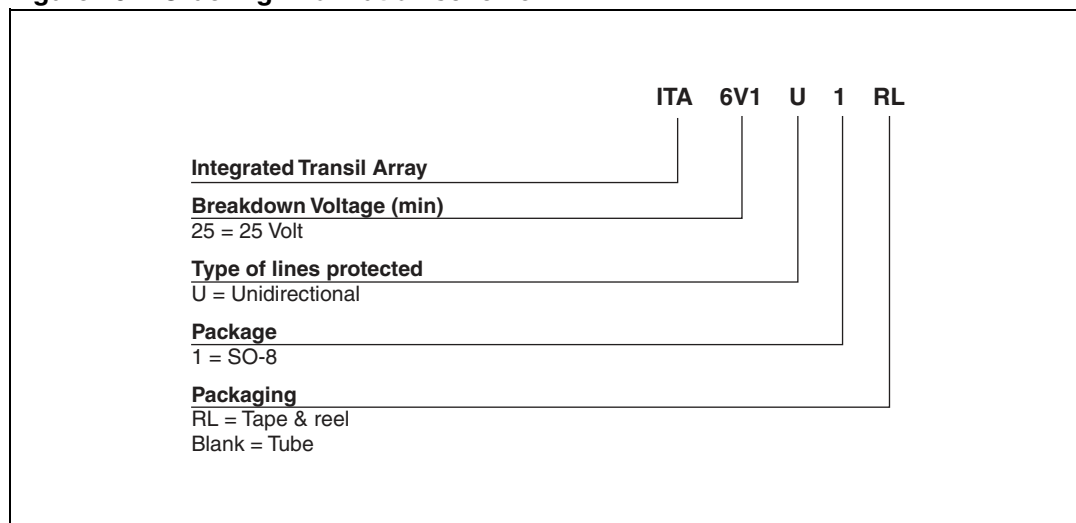 ITA 6V1 U 1 RL
Integrated Transil Array
Breakdown Voltage (min)
25 = 25 Volt
Type of lines protected
U = Unidirectional
Package
1 = SO-8
Packaging
RL = Tape & reel
Blank = Tube